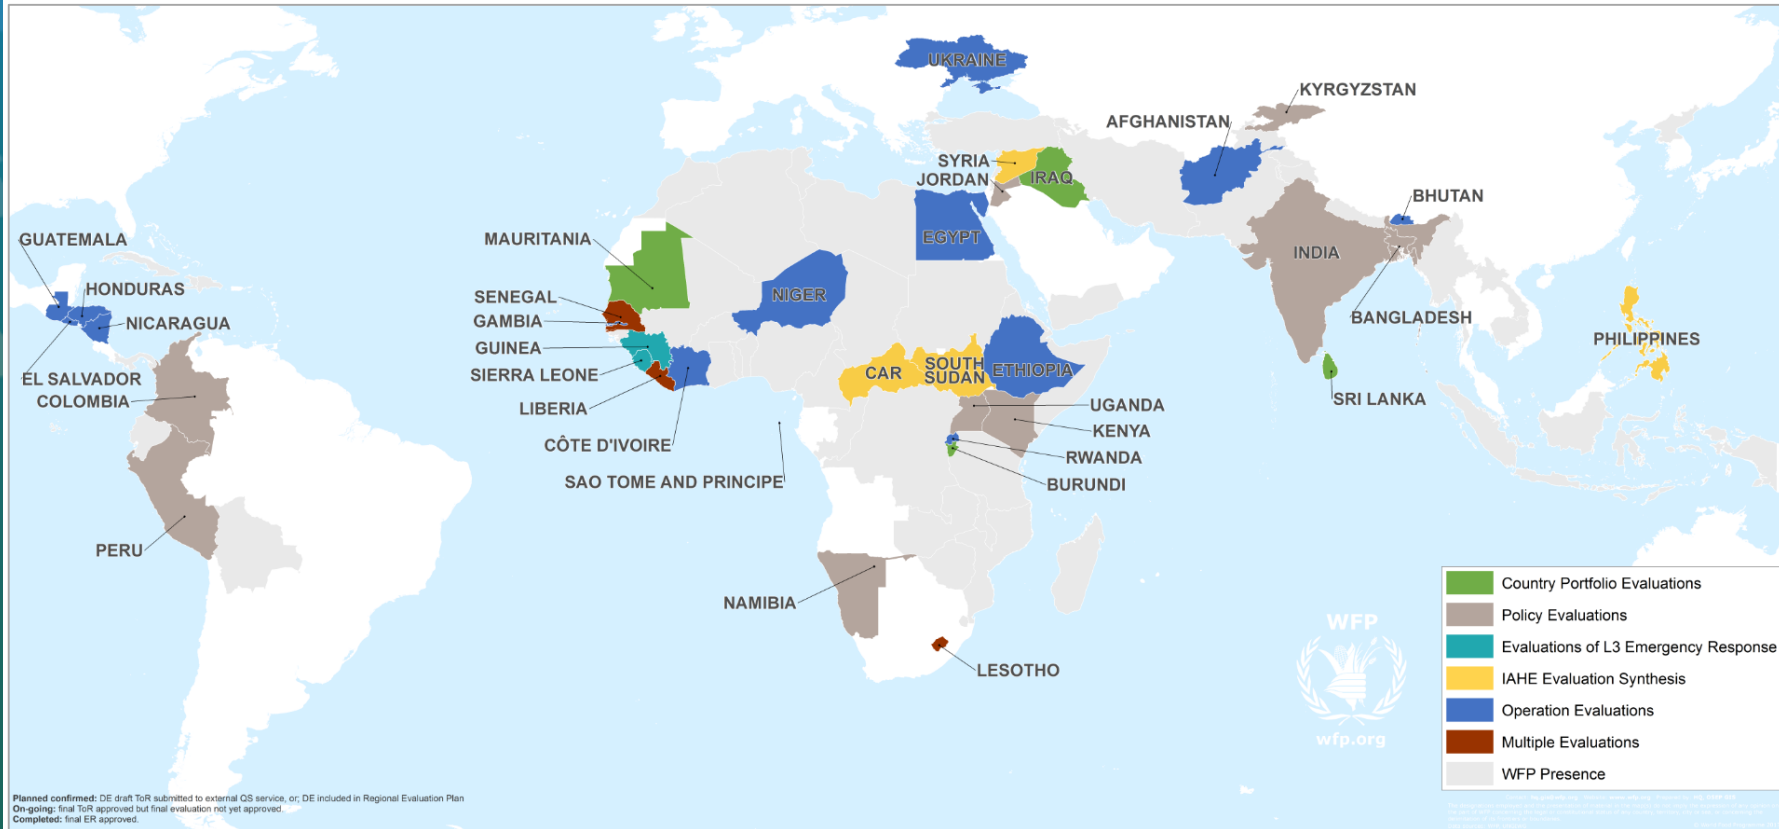 UKRAINE
KYRGYZSTAN
AFGHANISTAN
SYRIA
JORDAN
IRAQ
BHUTAN
GUATEMALA
MAURITANIA
EGYPT
INDIA
HONDURAS
SENEGAL
NIGER
NICARAGUA
GAMBIA
BANGLADESH
GUINEA
PHILIPPINES
EL SALVADOR
SIERRA LEONE
CAR
SOUTH
SUDAN
ETHIOPIA
COLOMBIA
LIBERIA
UGANDA
SRI LANKA
KENYA
CÔTE D'IVOIRE
RWANDA
SAO TOME AND PRINCIPE
BURUNDI
PERU
NAMIBIA
LESOTHO
WFP
wfp.org
Country Portfolio Evaluations
Policy Evaluations
Evaluations of L3 Emergency Response
IAHE Evaluation Synthesis
Operation Evaluations
Multiple Evaluations
WFP Presence
Planned confirmed: DE draft ToR submitted to external QS service, or; DE included in Regional Evaluation Plan
On-going: final ToR approved but final evaluation not yet approved.
Completed: final ER approved.